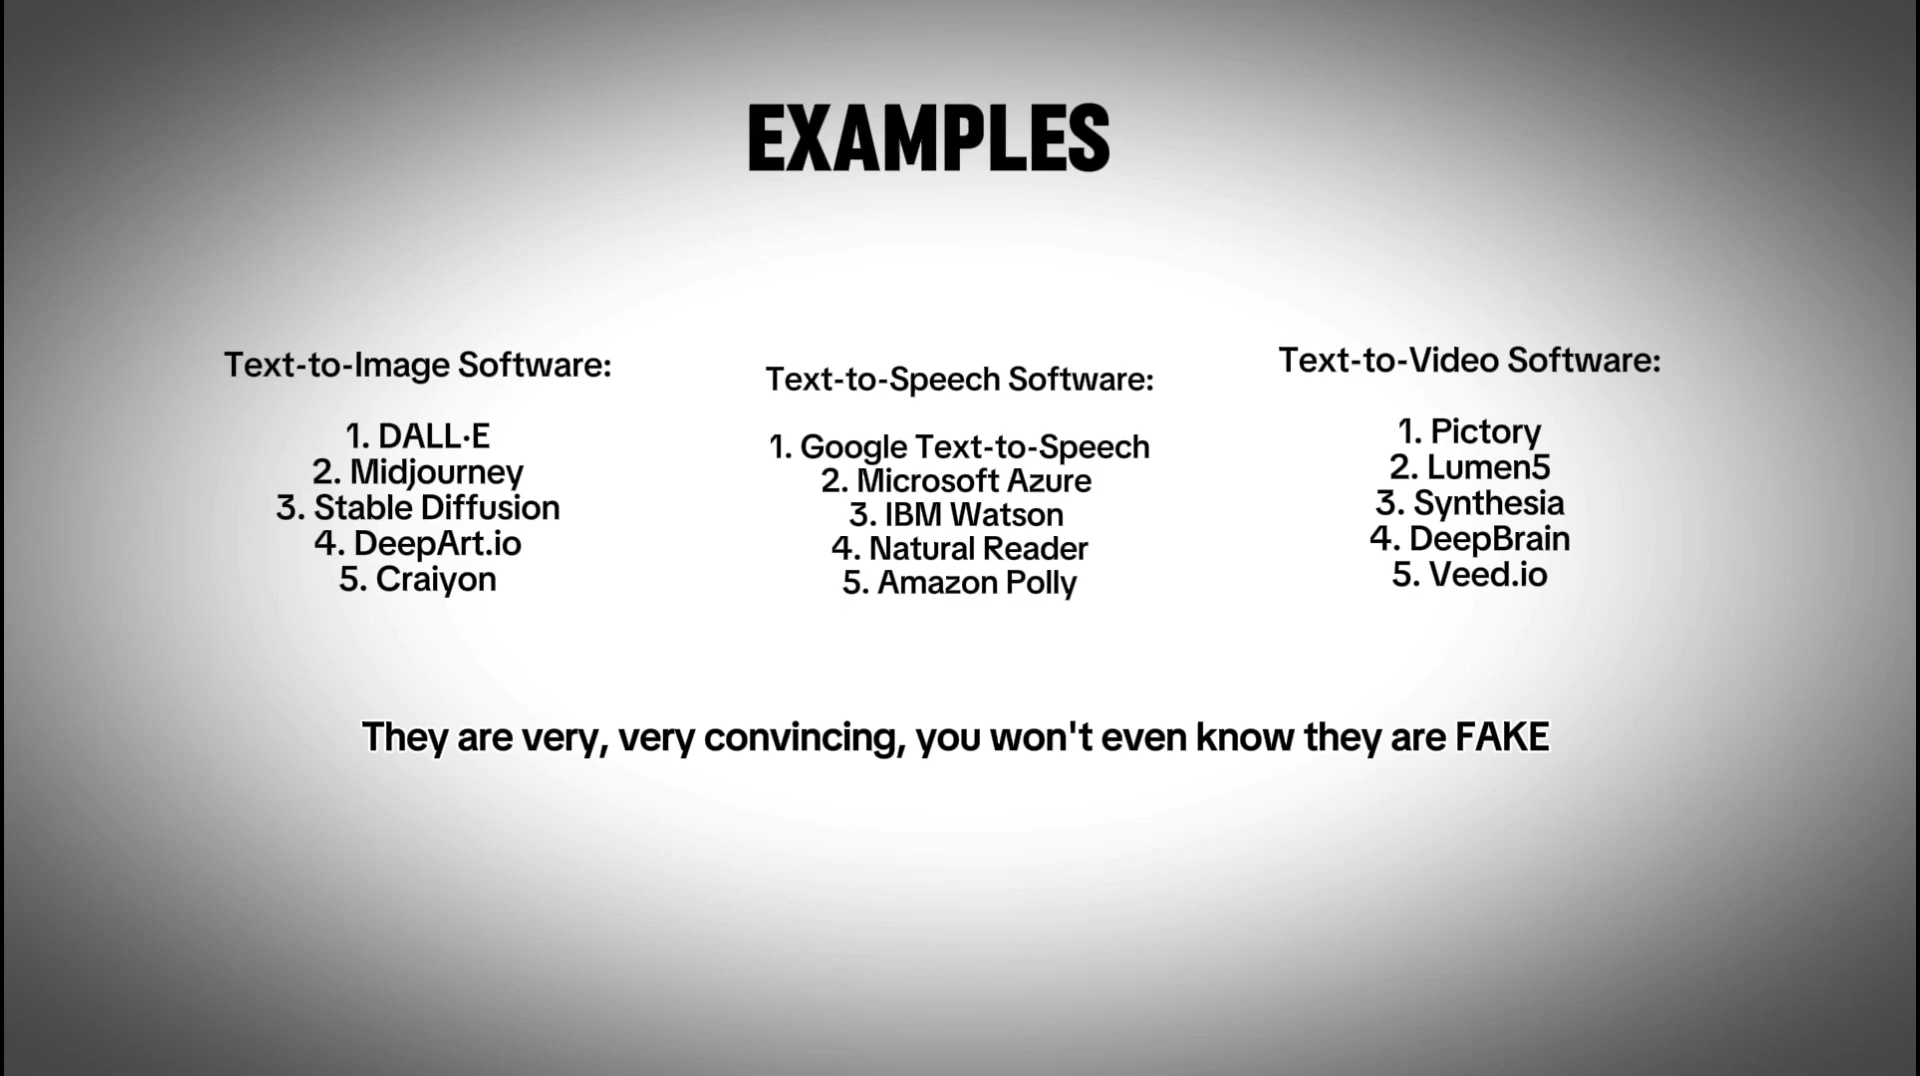 EXAMPLES
Text-to-Image Software:
1. DALL·E
2. Midjourney
3. Stable Diffusion
4. DeepArt.io
5. Craiyon
Text-to-Speech Software:
1. Google Text-to-Speech
2. Microsoft Azure
3. IBM Watson
4. Natural Reader
5. Amazon Polly
Text-to-Video Software:
1. Pictory
2. Lumen5
3. Synthesia
4. DeepBrain
5. Veed.io
They are very, very convincing, you won't even know they are FAKE